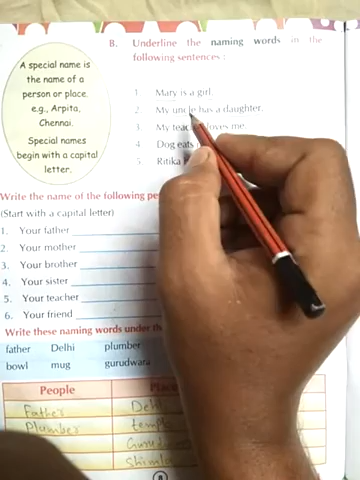 B. Underline the naming words in the
following sentences :
A special name is
the name of a
person or place.
e.g., Arpita,
Chennai.
Special names
begin with a capital
letter.
1. Mary is a girl.
2. My uncle has a daughter.
3. My loves me.
4. Dog eats
5. Ritika
Write the name of the following
(Start with a capital letter)
1. Your father
2. Your mother
3. Your brother
4. Your sister
5. Your teacher
6. Your friend
Write these naming words under
father Delhi plumber
bowl mug gurudwara
People
Father
Plumber temple
Shimla
8